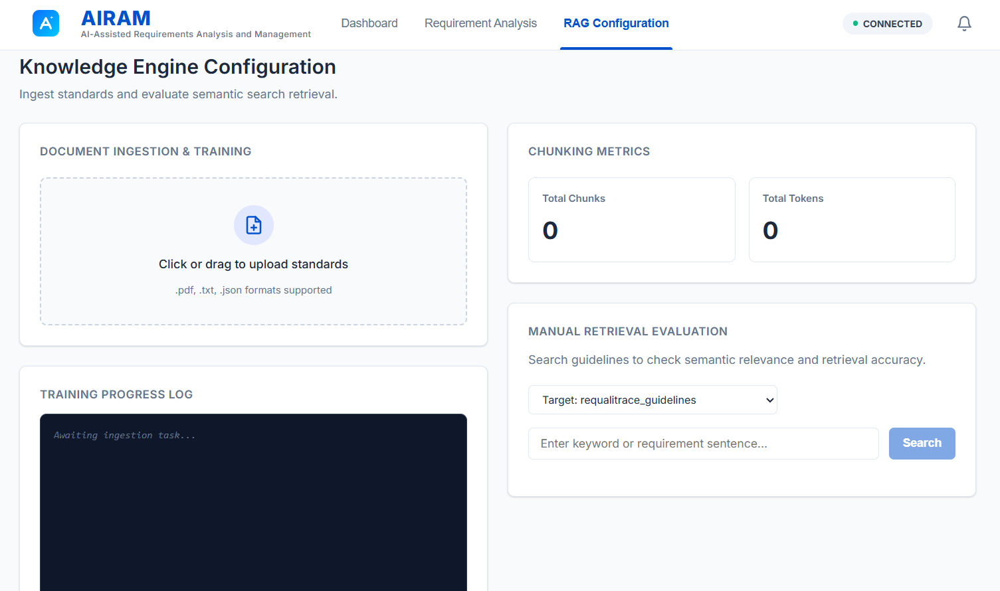 AIRAM
AI-Assisted Requirements Analysis and Management
Dashboard
Requirement Analysis
RAG Configuration
CONNECTED
Knowledge Engine Configuration
Ingest standards and evaluate semantic search retrieval.
DOCUMENT INGESTION & TRAINING
Click or drag to upload standards
.pdf, .txt, .json formats supported
TRAINING PROGRESS LOG
Awaiting ingestion task...
CHUNKING METRICS
Total Chunks
0
Total Tokens
0
MANUAL RETRIEVAL EVALUATION
Search guidelines to check semantic relevance and retrieval accuracy.
Target: requalitrace_guidelines
Enter keyword or requirement sentence...
Search